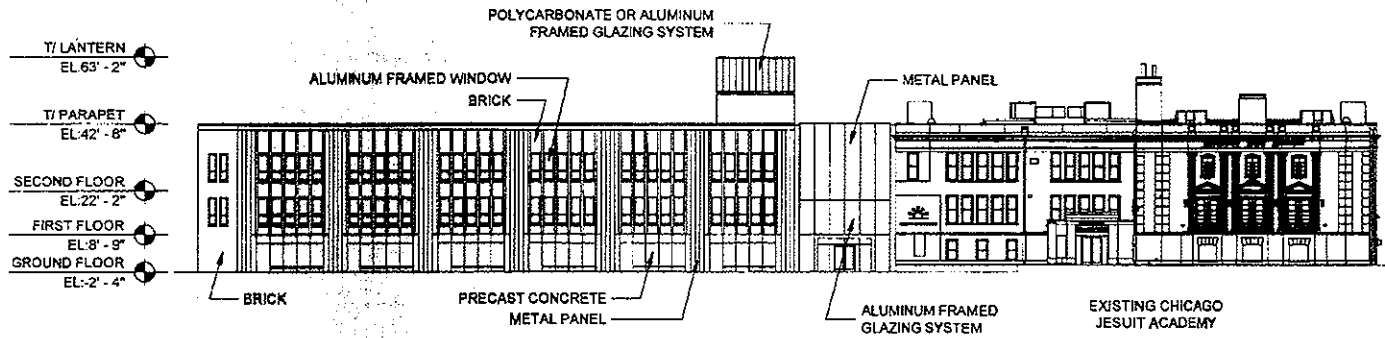 POLYCARBONATE OR ALUMINUM
FRAMED GLAZING SYSTEM
T/ LANTERN
EL:63' - 2"
ALUMINUM FRAMED WINDOW
METAL PANEL
BRICK
T/ PARAPET
EL:42' - 8"
SECOND FLOOR
EL:22' - 2"
FIRST FLOOR
EL:8' - 9"
GROUND FLOOR
EL:-2' - 4"
BRICK
PRECAST CONCRETE
METAL PANEL
ALUMINUM FRAMED
GLAZING SYSTEM
EXISTING CHICAGO
JESUIT ACADEMY